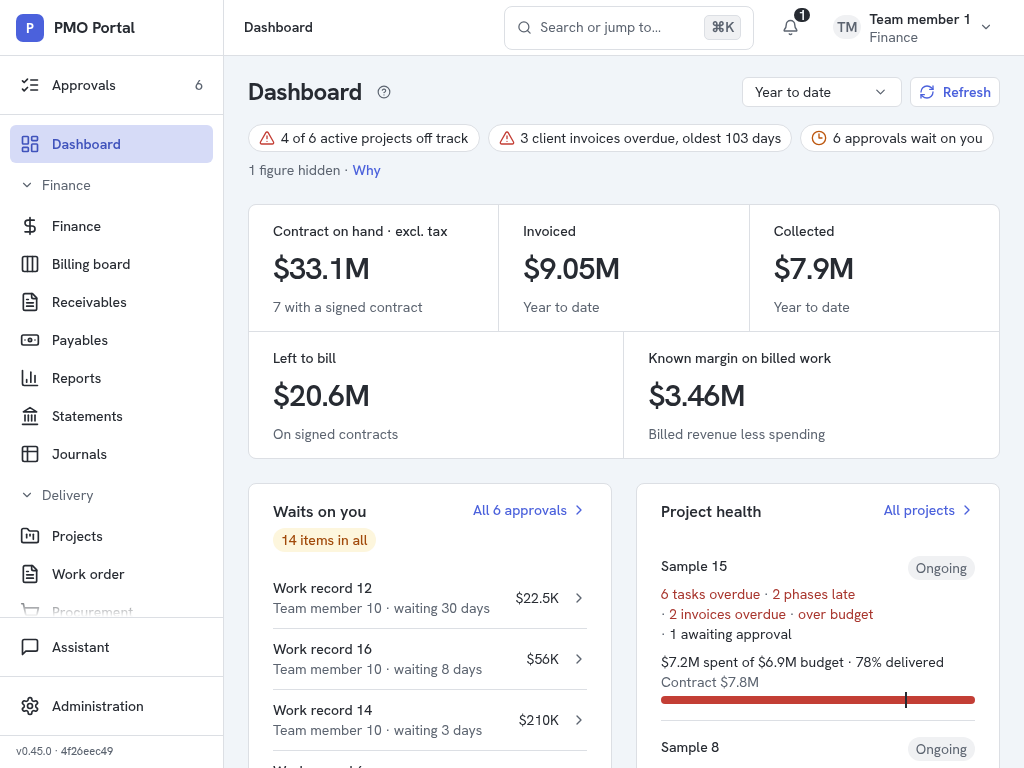 P PMO Portal
Approvals 6
Dashboard
Finance
Finance
Billing board
Receivables
Payables
Reports
Statements
Journals
Delivery
Projects
Work order
Procurement
Assistant
Administration
v0.45.0 · 4f26eec49
Dashboard
Search or jump to...
⌘K
1
TM
Team member 1
Finance
Dashboard
Year to date
Refresh
4 of 6 active projects off track
3 client invoices overdue, oldest 103 days
6 approvals wait on you
1 figure hidden · Why
Contract on hand · excl. tax
$33.1M
7 with a signed contract
Invoiced
$9.05M
Year to date
Collected
$7.9M
Year to date
Left to bill
$20.6M
On signed contracts
Known margin on billed work
$3.46M
Billed revenue less spending
Waits on you
All 6 approvals
14 items in all
Work record 12
Team member 10 · waiting 30 days
$22.5K
Work record 16
Team member 10 · waiting 8 days
$56K
Work record 14
Team member 10 · waiting 3 days
$210K
Project health
All projects
Sample 15
Ongoing
6 tasks overdue · 2 phases late
· 2 invoices overdue · over budget
· 1 awaiting approval
$7.2M spent of $6.9M budget · 78% delivered
Contract $7.8M
Sample 8
Ongoing